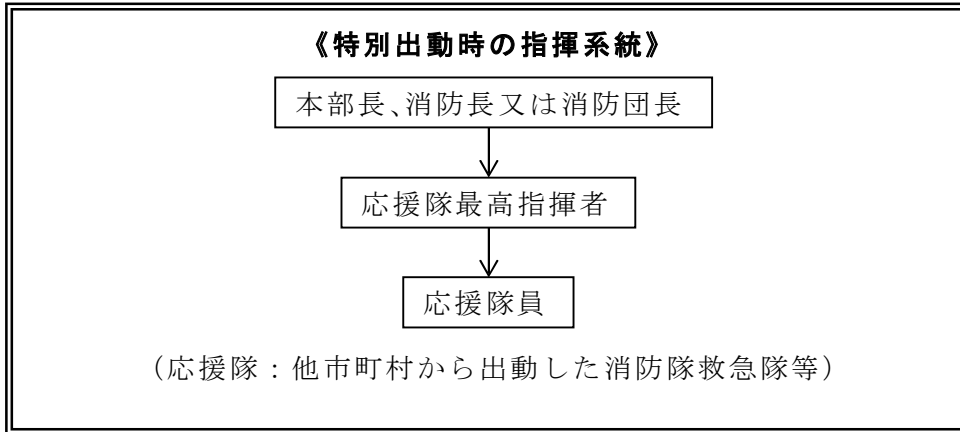 《特別出動時の指揮系統》
本部長、消防長又は消防団長
応援隊最高指揮者
応援隊員
(応援隊：他市町村から出動した消防隊救急隊等)